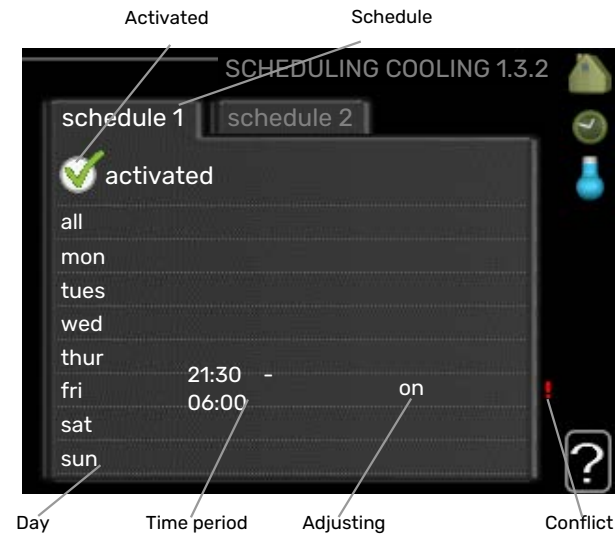 Activated Schedule
SCHEDULING COOLING 1.3.2
schedule 1 schedule 2
activated
all
mon
tues
wed
thur
fri 21:30 - on !
06:00
sat
sun
?
Day Time period Adjusting Conflict